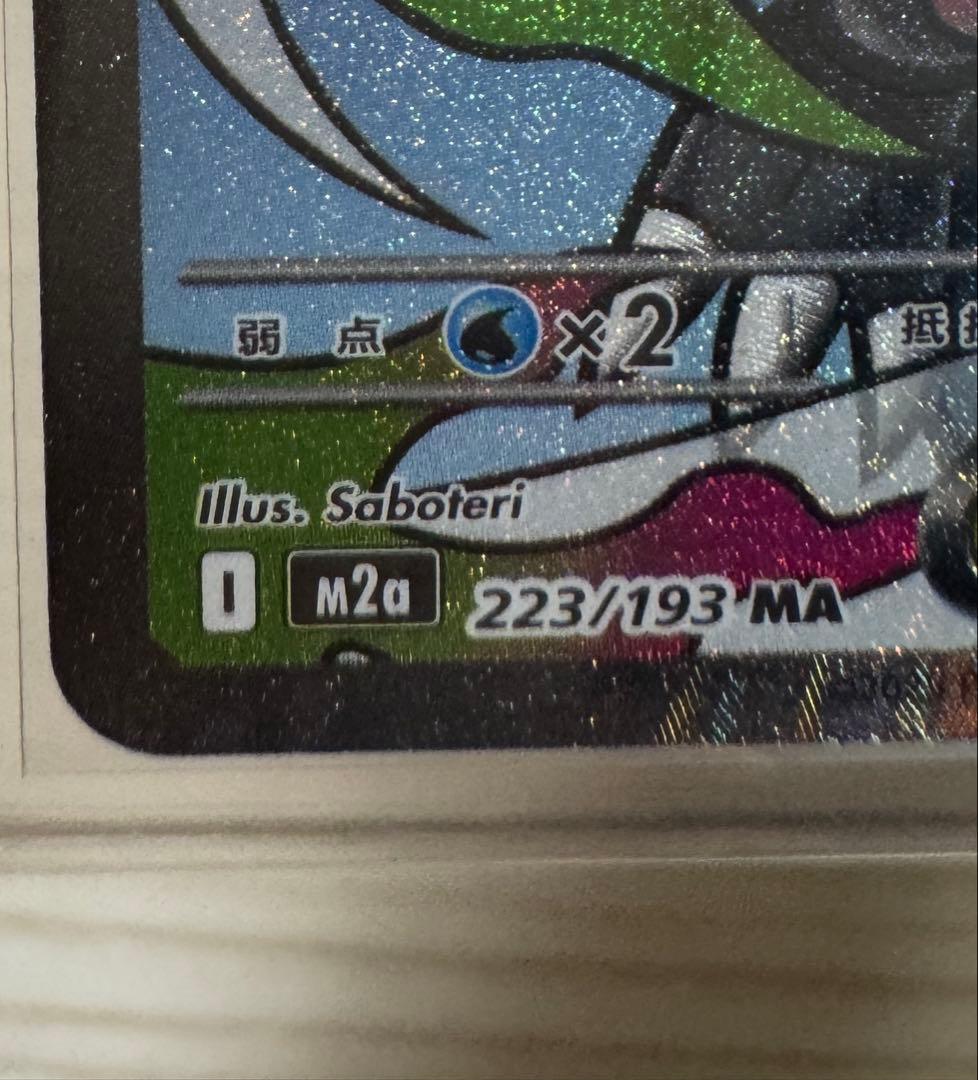 弱点 ×2 抵
Illus. Saboteri
I M2a 223/193 MA